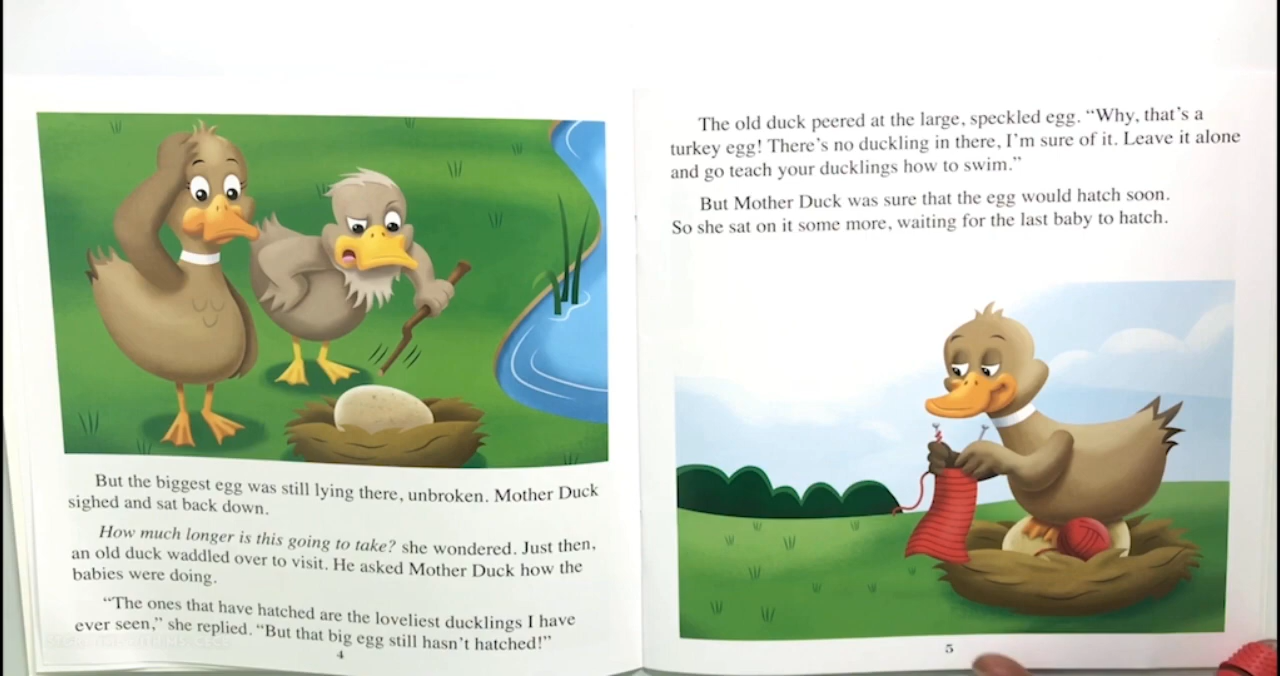 But the biggest egg was still lying there, unbroken. Mother Duck
sighed and sat back down.
How much longer is this going to take? she wondered. Just then,
an old duck waddled over to visit. He asked Mother Duck how the
babies were doing.
“The ones that have hatched are the loveliest ducklings I have
ever seen,” she replied. “But that big egg still hasn’t hatched!”
4
The old duck peered at the large, speckled egg. “Why, that’s a
turkey egg! There’s no duckling in there, I’m sure of it. Leave it alone
and go teach your ducklings how to swim.”
But Mother Duck was sure that the egg would hatch soon.
So she sat on it some more, waiting for the last baby to hatch.
5